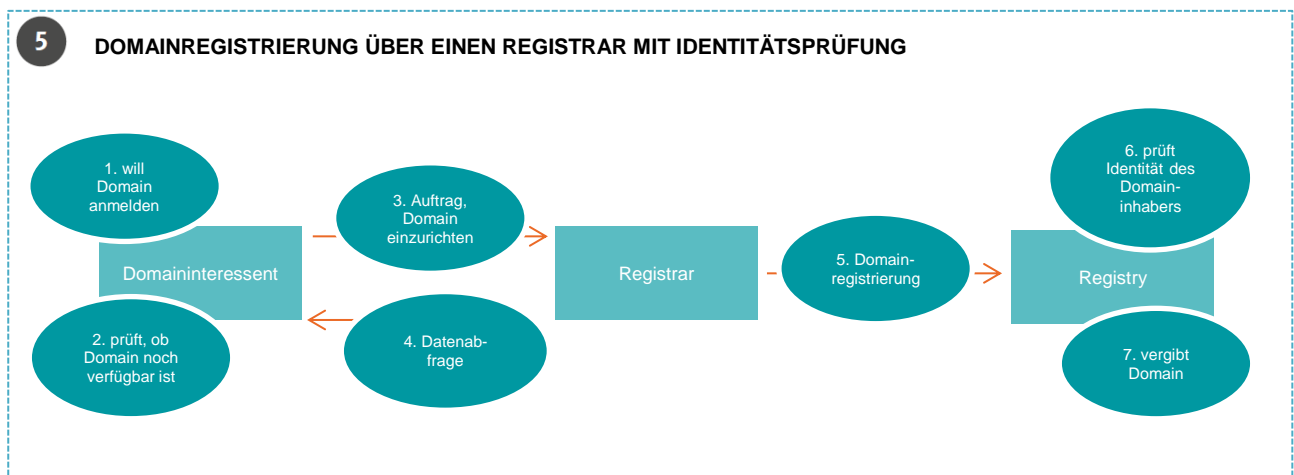 5
DOMAINREGISTRIERUNG ÜBER EINEN REGISTRAR MIT IDENTITÄTSPRÜFUNG
1. will
Domain
anmelden
Domaininteressent
2. prüft, ob
Domain noch
verfügbar ist
3. Auftrag,
Domain
einzurichten
4. Datenab-
frage
Registrar
5. Domain-
registrierung
6. prüft
Identität des
Domain-
inhabers
Registry
7. vergibt
Domain